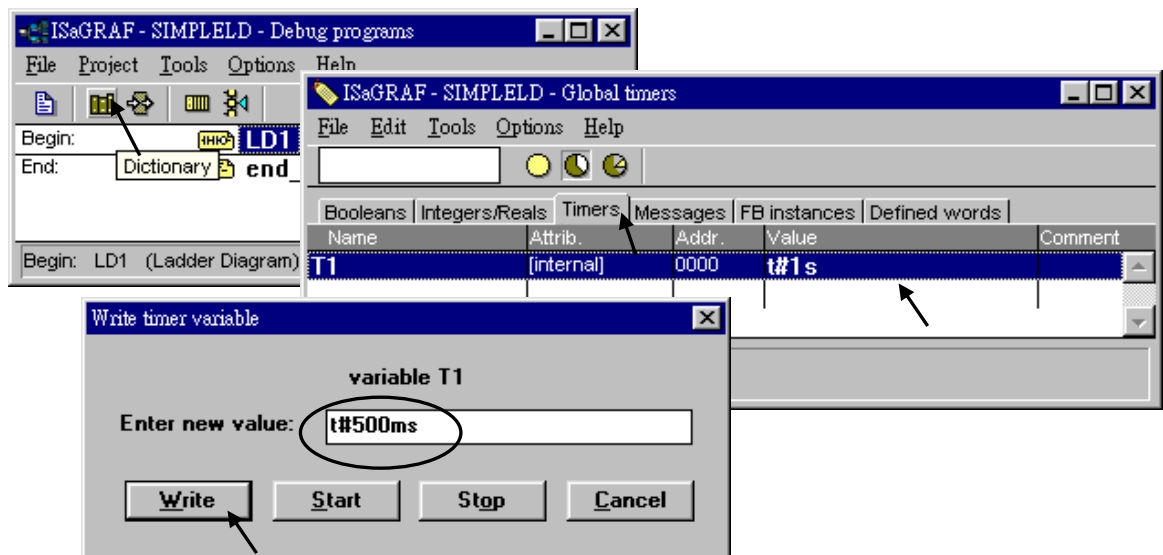 ISaGRAF - SIMPLELD - Debug programs
File Project Tools Options Help
Begin: LD1
End: end_
Dictionary
Begin: LD1 (Ladder Diagram)
ISaGRAF - SIMPLELD - Global timers
File Edit Tools Options Help
Booleans Integers/Reals Timers Messages FB instances Defined words
Name Attrib. Addr. Value Comment
T1 [internal] 0000 t#1s
Write timer variable
variable T1
Enter new value: t#500ms
Write Start Stop Cancel